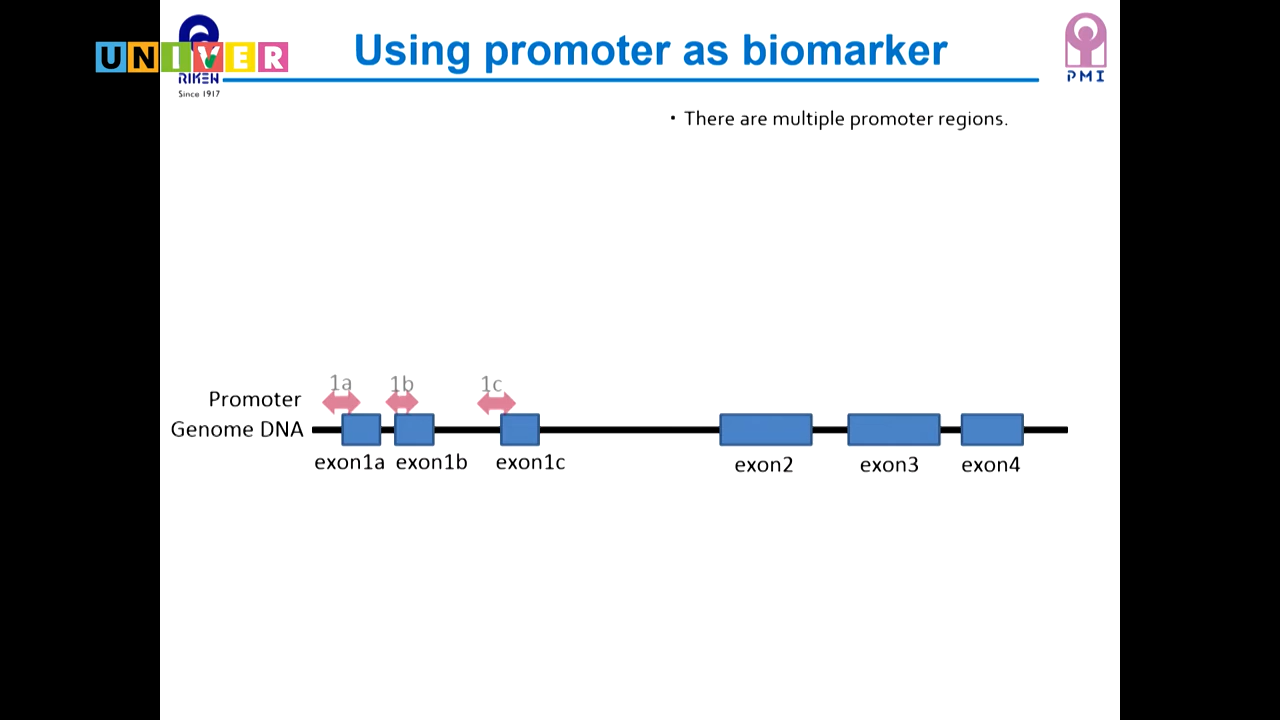 UNIVER
RIKEN
Since 1917
Using promoter as biomarker
PMI
• There are multiple promoter regions.
1a 1b 1c
Promoter
Genome DNA
exon1a exon1b exon1c exon2 exon3 exon4